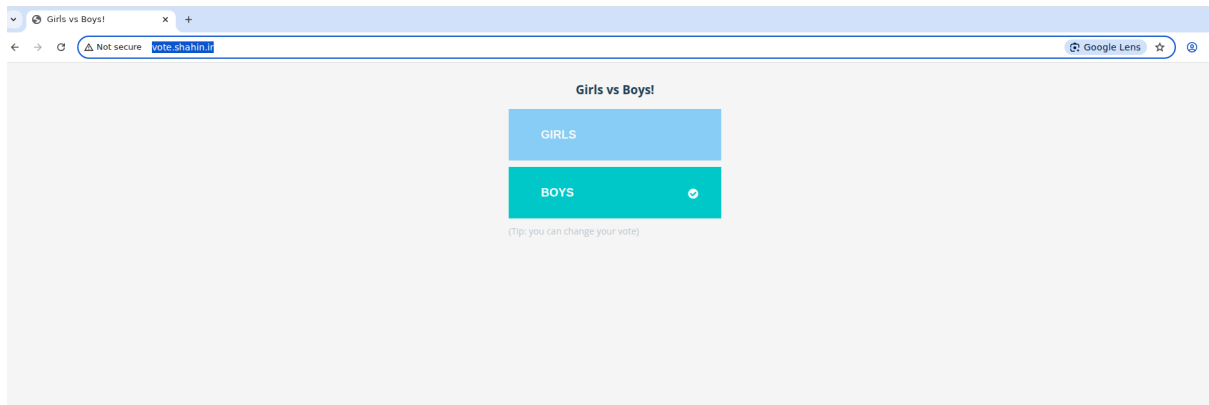 Girls vs Boys!
Not secure vote.shahin.ir Google Lens
Girls vs Boys!
GIRLS
BOYS
(Tip: you can change your vote)